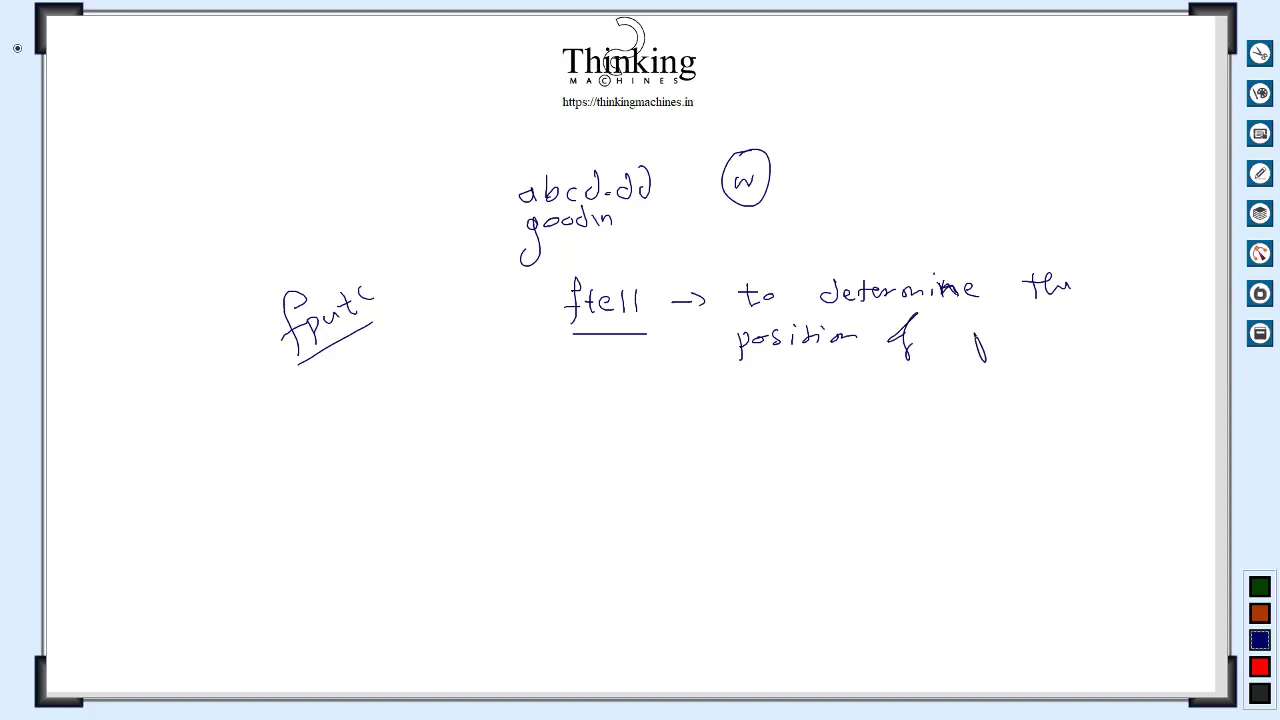 Thinking
MACHINES
https://thinkingmachines.in
abcd.dd
w
goodin
fputc
ftell → to determine the
position of